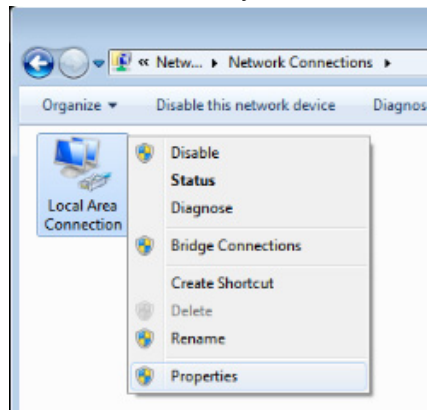 « Netw... ▸ Network Connections ▸
Organize ▾ Disable this network device Diagnos
Local Area
Connection
Disable
Status
Diagnose
Bridge Connections
Create Shortcut
Delete
Rename
Properties